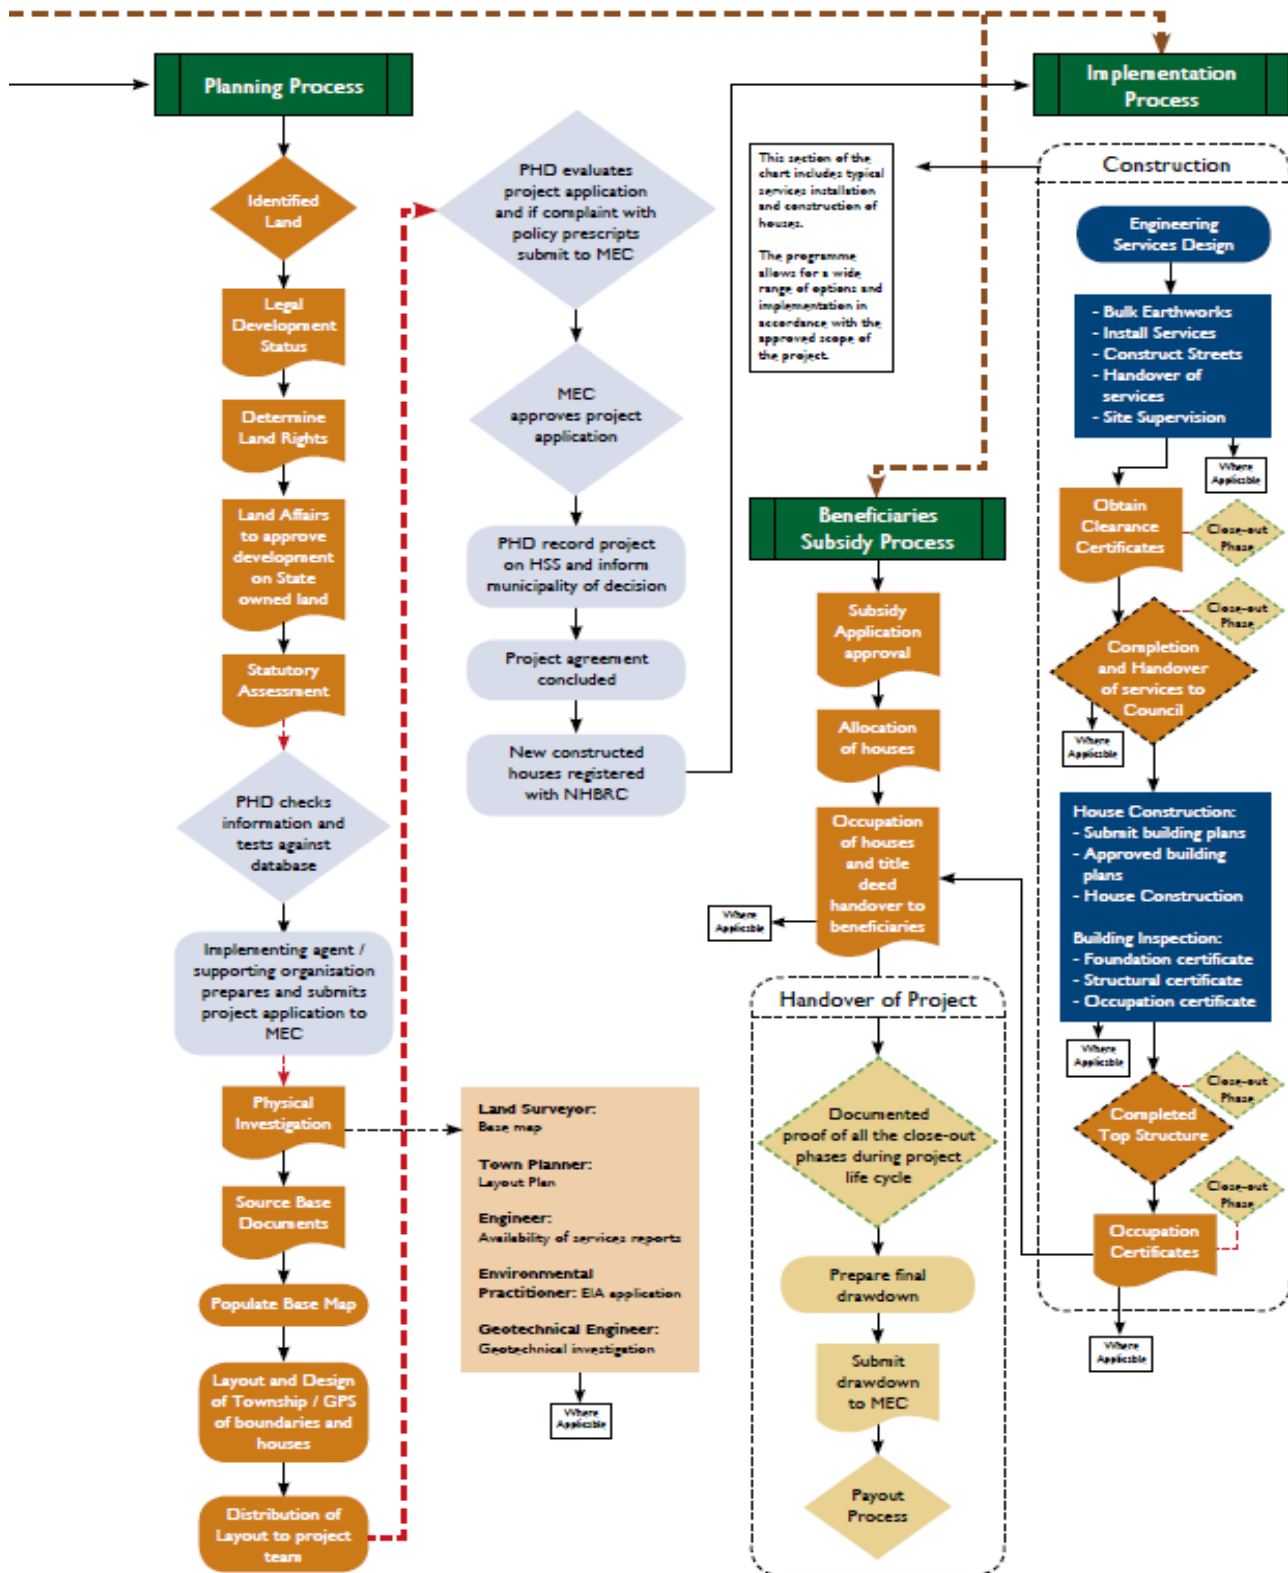 Planning Process
Identified
Land
Legal
Development
Status
Determine
Land Rights
Land Affairs
to approve
development
on State
owned land
Statutory
Assessment
PHD checks
information and
tests against
database
Implementing agent /
supporting organisation
prepares and submits
project application to
MEC
Physical
Investigation
Source Base
Documents
Populate Base Map
Layout and Design
of Township / GPS
of boundaries and
houses
Distribution of
Layout to project
team
PHD evaluates
project application
and if complaint with
policy prescripts
submit to MEC
MEC
approves project
application
PHD record project
on HSS and inform
municipality of decision
Project agreement
concluded
New constructed
houses registered
with NHBRC
Land Surveyor:
Base map
Town Planner:
Layout Plan
Engineer:
Availability of services reports
Environmental
Practitioner: EIA application
Geotechnical Engineer:
Geotechnical investigation
Where
Applicable
This section of the
chart includes typical
services installation
and construction of
houses.
The programme
allows for a wide
range of options and
implementation in
accordance with the
approved scope of
the project.
Beneficiaries
Subsidy Process
Subsidy
Application
approval
Allocation
of houses
Occupation
of houses
and title
deed
handover to
beneficiaries
Where
Applicable
Handover of Project
Documented
proof of all the close-out
phases during project
life cycle
Prepare final
drawdown
Submit
drawdown
to MEC
Payout
Process
Implementation
Process
Construction
Engineering
Services Design
- Bulk Earthworks
- Install Services
- Construct Streets
- Handover of
services
- Site Supervision
Where
Applicable
Obtain
Clearance
Certificates
Close-out
Phase
Close-out
Phase
Completion
and Handover
of services to
Council
Where
Applicable
House Construction:
- Submit building plans
- Approved building
plans
- House Construction
Building Inspection:
- Foundation certificate
- Structural certificate
- Occupation certificate
Where
Applicable
Close-out
Phase
Completed
Top Structure
Close-out
Phase
Occupation
Certificates
Where
Applicable